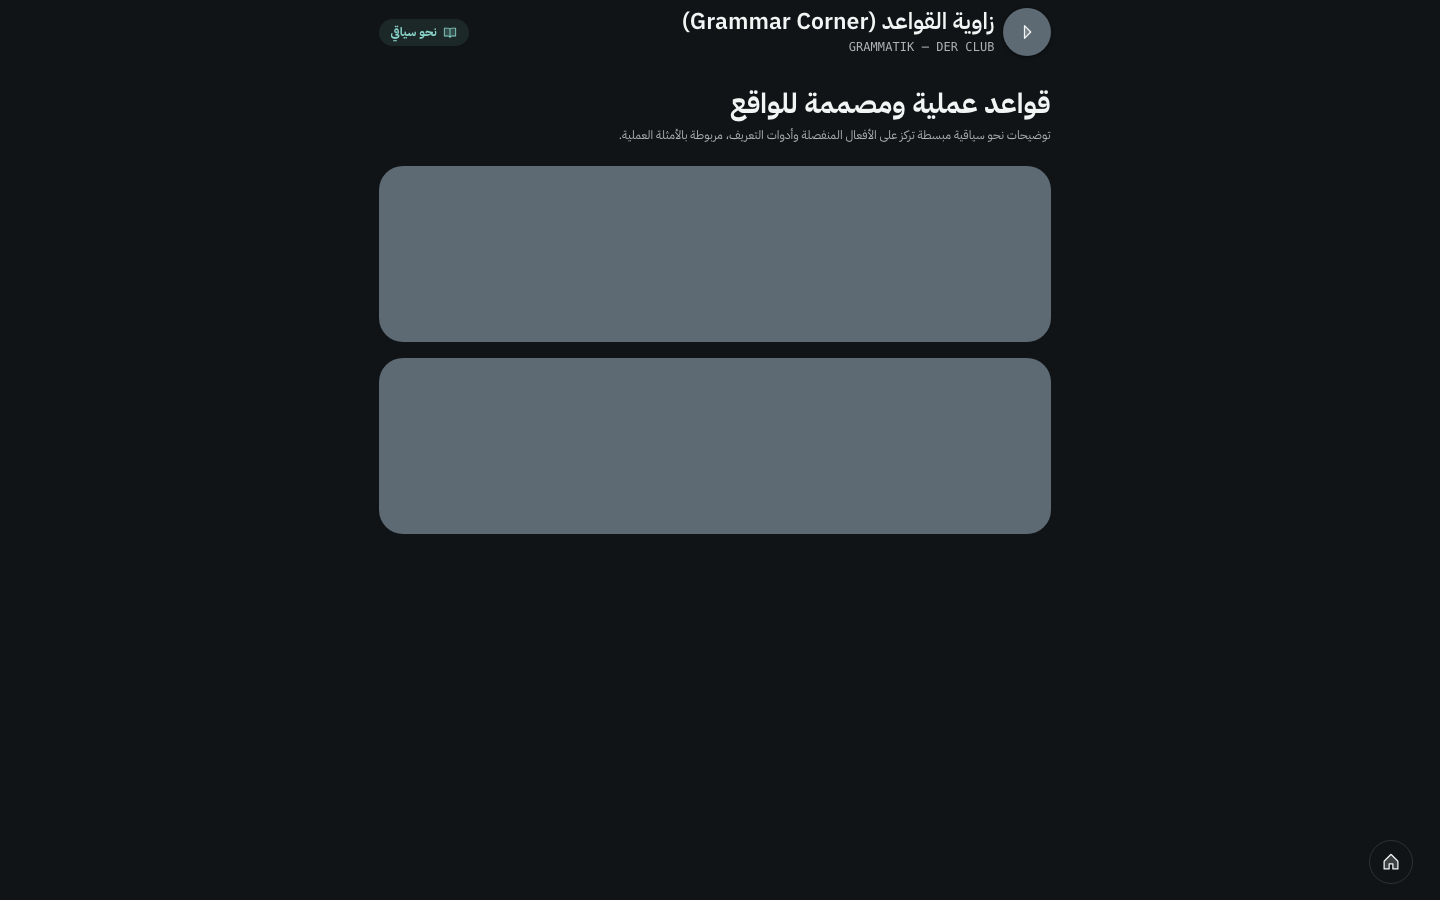 زاوية القواعد (Grammar Corner)
GRAMMATIK — DER CLUB
نحو سياقي
قواعد عملية ومصممة للواقع
توضيحات نحو سياقية مبسطة تركز على الأفعال المنفصلة وأدوات التعريف، مربوطة بالأمثلة العملية.